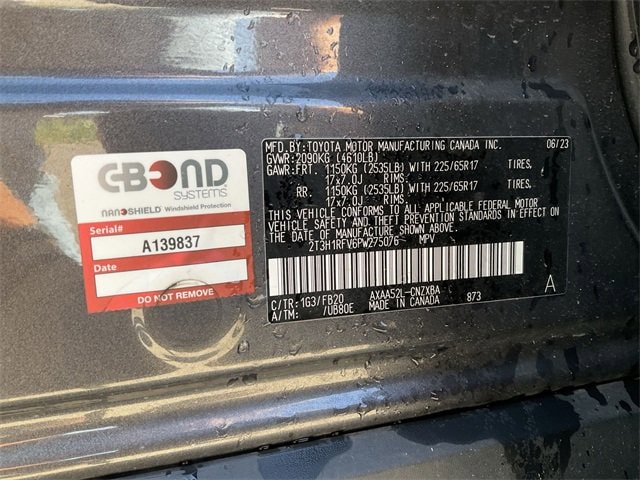 C-BOND
SYSTEMS
NANOSHIELD Windshield Protection
Serial#
A139837
Date
DO NOT REMOVE
MFD. BY: TOYOTA MOTOR MANUFACTURING CANADA INC. 06/23
GVWR: 2090KG (4610LB)
GAWR: FRT. 1150KG (2535LB) WITH 225/65R17 TIRES,
17x7.0J RIMS,
RR. 1150KG (2535LB) WITH 225/65R17 TIRES,
17x7.0J RIMS,
THIS VEHICLE CONFORMS TO ALL APPLICABLE FEDERAL MOTOR
VEHICLE SAFETY AND THEFT PREVENTION STANDARDS IN EFFECT
ON THE DATE OF MANUFACTURE SHOWN ABOVE.
2T3H1RFV6PW275076 MPV
C/TR: 1G3/FB20 AXAA52L-CNZXBA
A/TM: /UB80E MADE IN CANADA 873
A